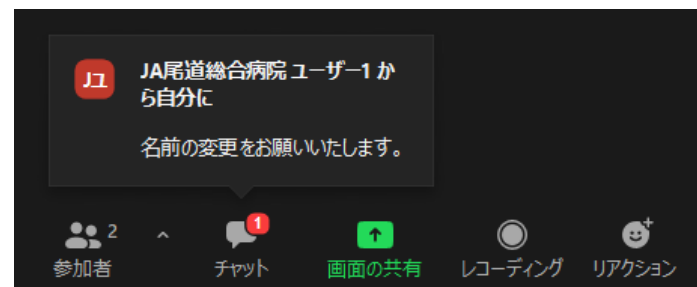 Jユ
JA尾道総合病院 ユーザー1 か
ら自分に
名前の変更をお願いいたします。
2
1
参加者
チャット
画面の共有
レコーディング
リアクション